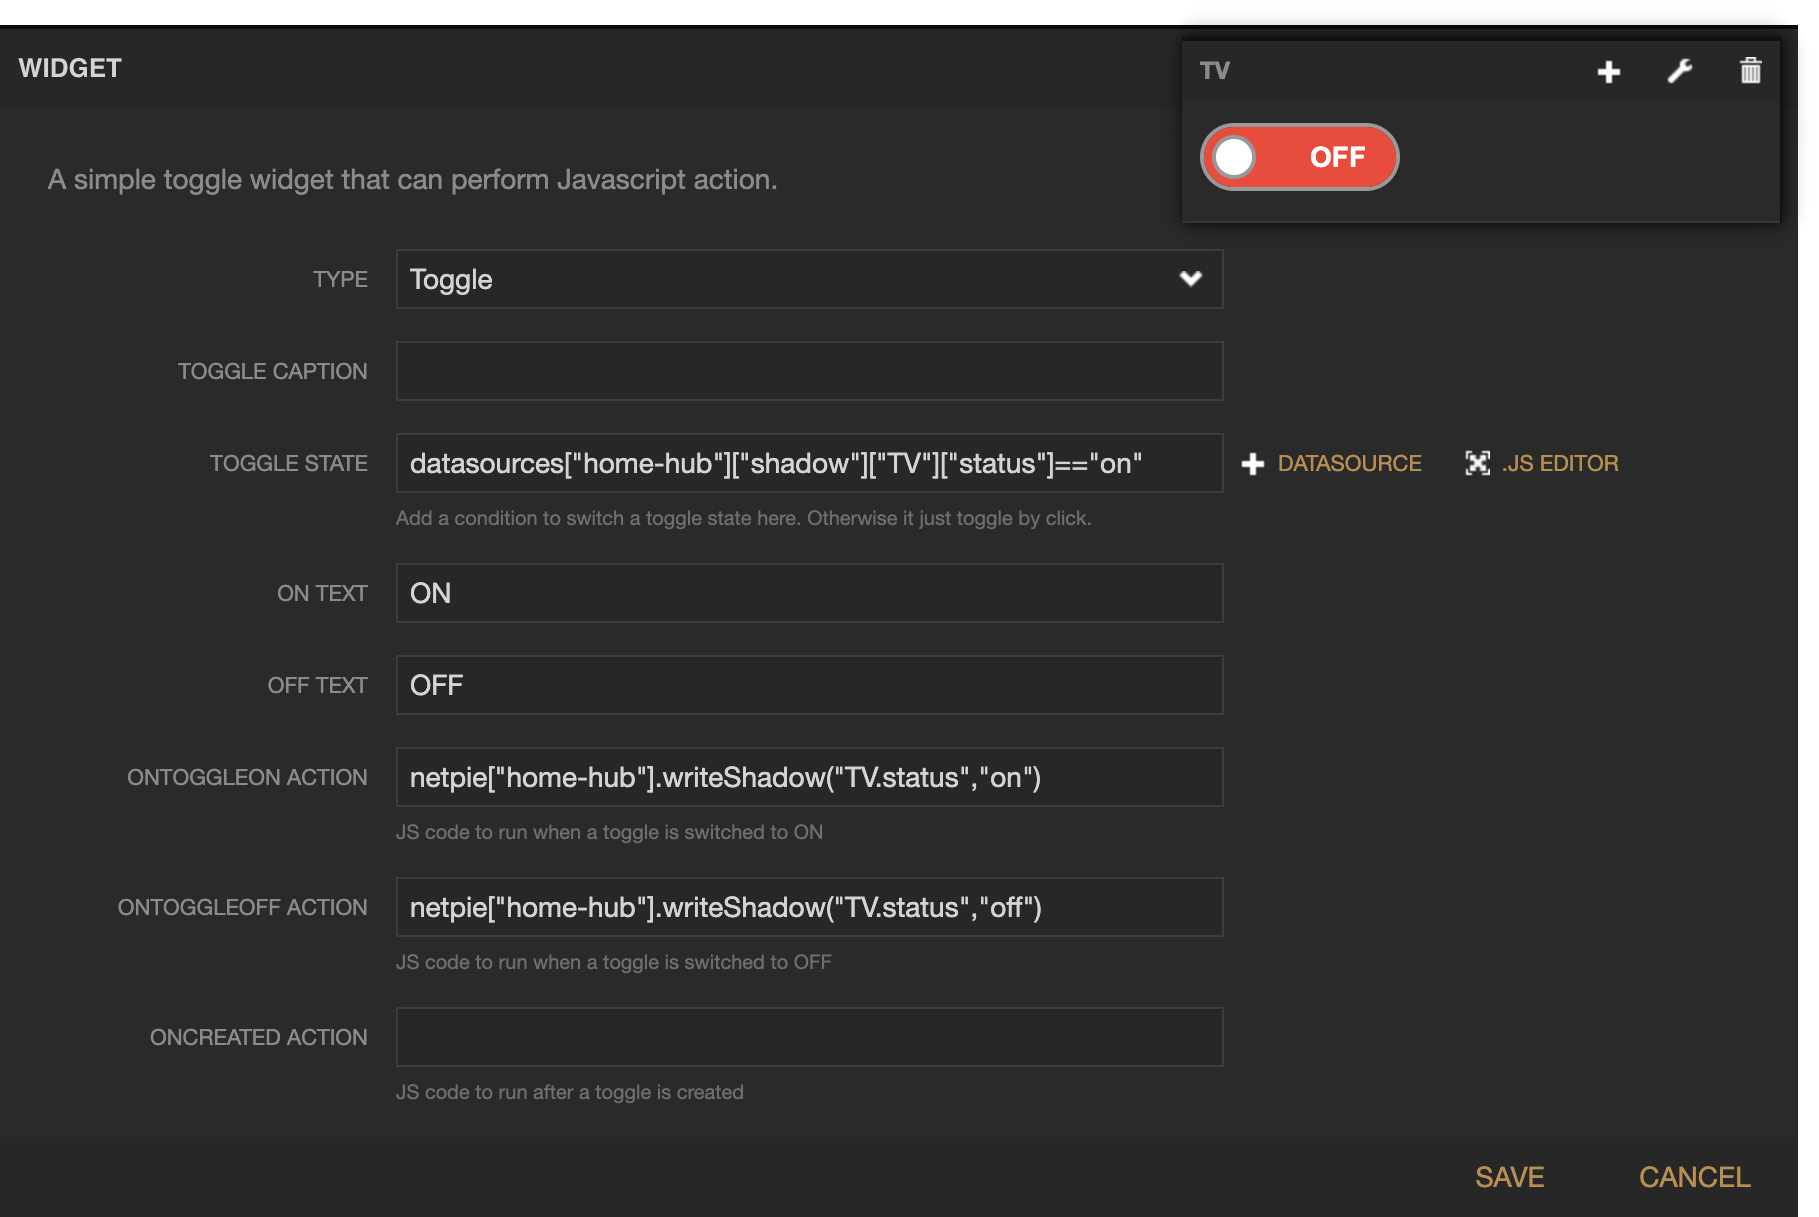 WIDGET
TV
OFF
A simple toggle widget that can perform Javascript action.
TYPE
Toggle
TOGGLE CAPTION
TOGGLE STATE
datasources["home-hub"]["shadow"]["TV"]["status"]=="on"
DATASOURCE
.JS EDITOR
Add a condition to switch a toggle state here. Otherwise it just toggle by click.
ON TEXT
ON
OFF TEXT
OFF
ONTOGGLEON ACTION
netpie["home-hub"].writeShadow("TV.status","on")
JS code to run when a toggle is switched to ON
ONTOGGLEOFF ACTION
netpie["home-hub"].writeShadow("TV.status","off")
JS code to run when a toggle is switched to OFF
ONCREATED ACTION
JS code to run after a toggle is created
SAVE
CANCEL